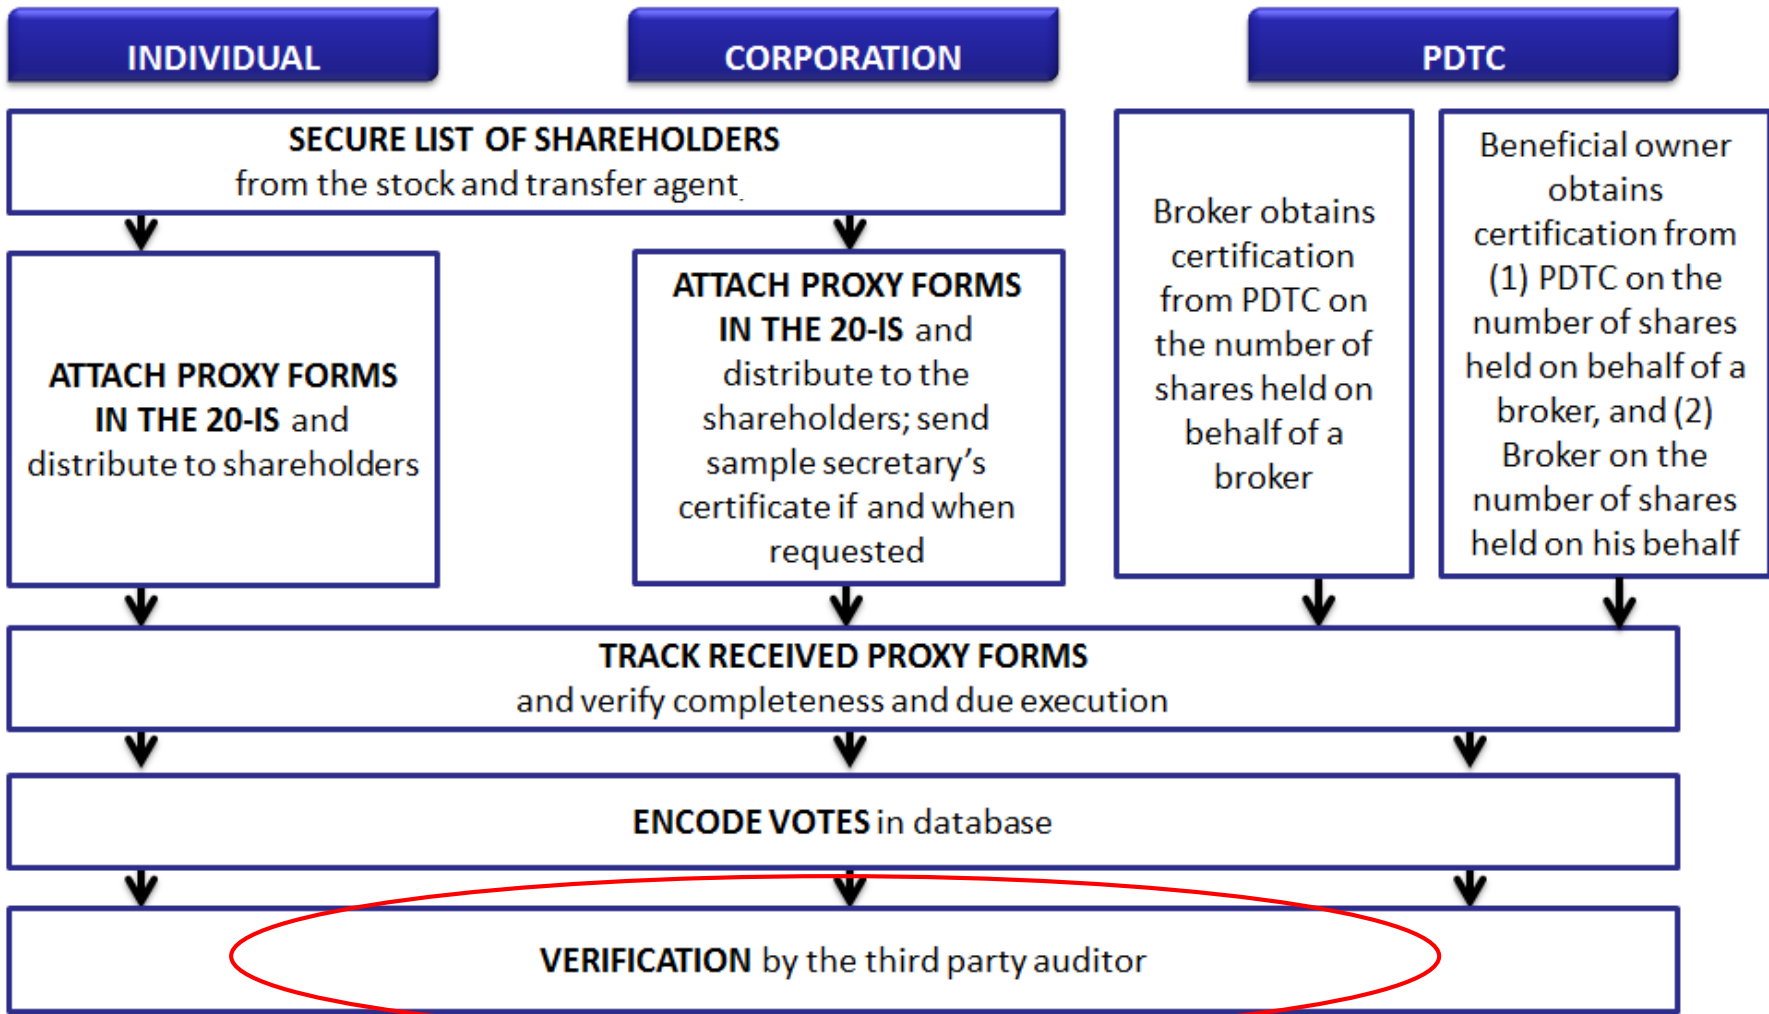 INDIVIDUAL
CORPORATION
PDTC
SECURE LIST OF SHAREHOLDERS
from the stock and transfer agent.
ATTACH PROXY FORMS
IN THE 20-IS and
distribute to shareholders
ATTACH PROXY FORMS
IN THE 20-IS and
distribute to the
shareholders; send
sample secretary’s
certificate if and when
requested
Broker obtains
certification
from PDTC on
the number of
shares held on
behalf of a
broker
Beneficial owner
obtains
certification from
(1) PDTC on the
number of shares
held on behalf of a
broker, and (2)
Broker on the
number of shares
held on his behalf
TRACK RECEIVED PROXY FORMS
and verify completeness and due execution
ENCODE VOTES in database
VERIFICATION by the third party auditor